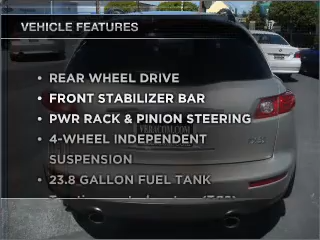 VEHICLE FEATURES
• REAR WHEEL DRIVE
• FRONT STABILIZER BAR
• PWR RACK & PINION STEERING
• 4-WHEEL INDEPENDENT
SUSPENSION
• 23.8 GALLON FUEL TANK